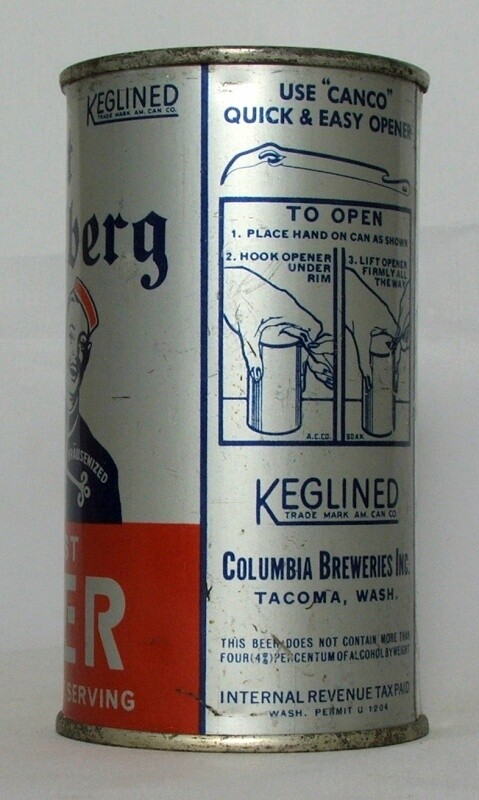 KEGLINED
TRADE MARK AM. CAN CO.
berg
KRAUSENIZED
ST
ER
SERVING
USE "CANCO"
QUICK & EASY OPENER
TO OPEN
1. PLACE HAND ON CAN AS SHOWN
2. HOOK OPENER
UNDER
RIM
3. LIFT OPENER
FIRMLY ALL
THE WAY
A.C.CO.
50AK
KEGLINED
TRADE MARK AM. CAN CO.
COLUMBIA BREWERIES INC.
TACOMA, WASH.
THIS BEER DOES NOT CONTAIN MORE THAN
FOUR (4%) PERCENTUM OF ALCOHOL BY WEIGHT
INTERNAL REVENUE TAX PAID
WASH. PERMIT U 1204